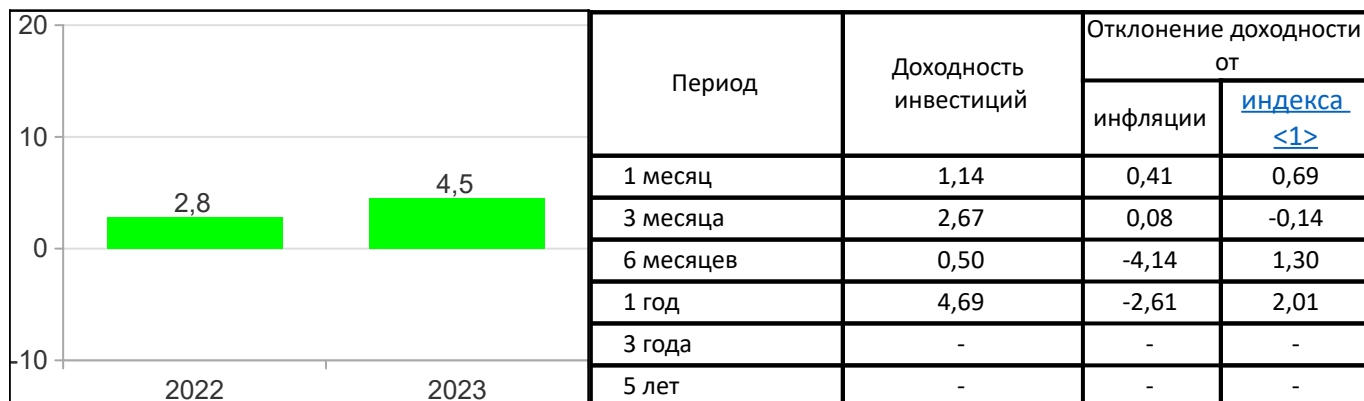 20
10
0
-10
2,8
4,5
2022
2023
Период
Доходность
инвестиций
Отклонение доходности
от
инфляции
индекса
<1>
1 месяц 1,14 0,41 0,69
3 месяца 2,67 0,08 -0,14
6 месяцев 0,50 -4,14 1,30
1 год 4,69 -2,61 2,01
3 года - - -
5 лет - - -